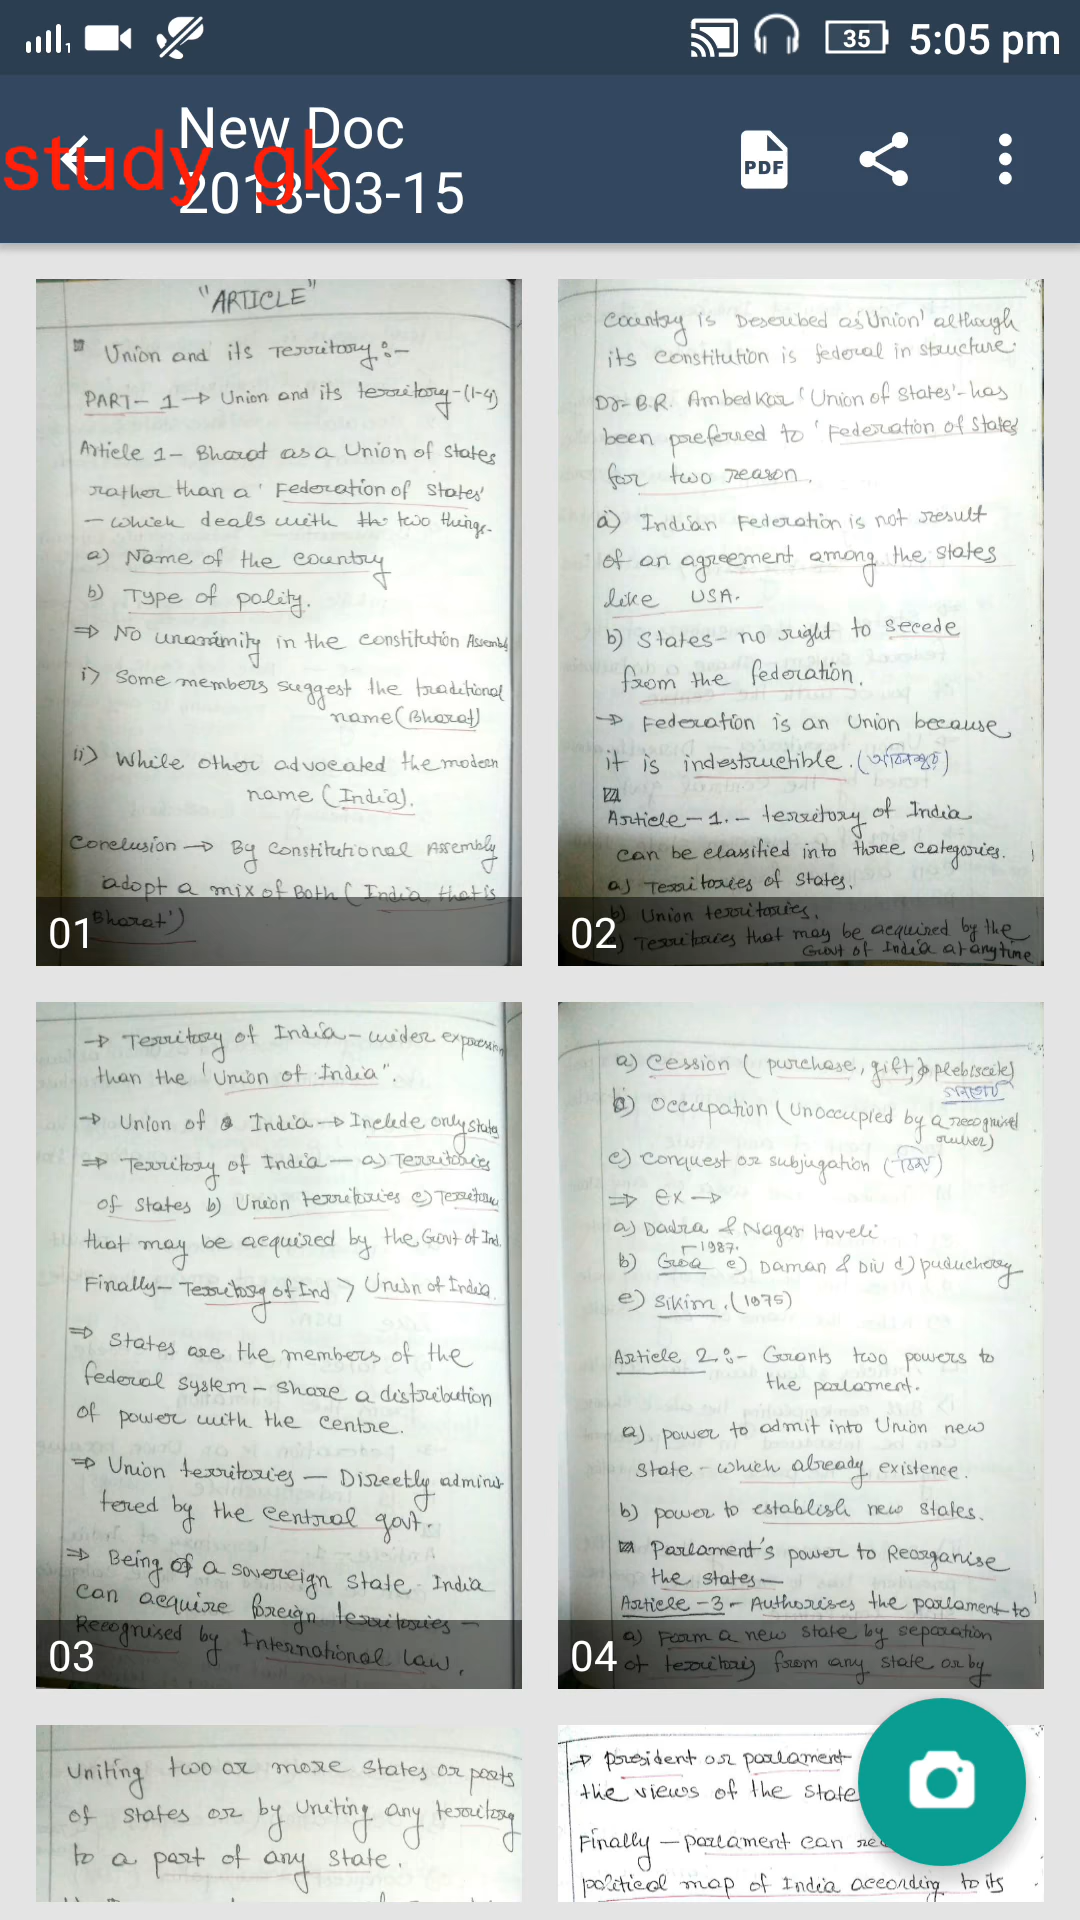 1
35
5:05 pm
New Doc
2018-03-15
study gk
PDF
"ARTICLE"
Union and its Territory :-
PART- 1 → Union and its territory-(1-4)
Article 1 - Bharat as a Union of states
rather than a 'Federation of states'
- which deals with the two things.
a) Name of the country
b) Type of polity.
⇒ No unanimity in the constitution Assembly
i) Some members suggest the traditional
name (Bharat)
ii) While other advocated the modern
name (India).
Conclusion → By Constitutional Assembly
adopt a mix of Both (India that is
Bharat')
01
Country is Described as 'Union' although
its Constitution is federal in structure.
Dr- B.R. Ambedkar 'Union of states'- has
been preferred to 'Federation of States
for two reason.
a) Indian Federation is not result
of an agreement among the states
like USA.
b) States - no right to secede
from the federation.
→ Federation is an Union because
it is indestructible.
Article - 1. - territory of India
can be classified into three categories.
a) Territories of States.
b) Union territories.
) Territories that may be acquired by the
Govt of India at anytime
02
→ Territory of India - wider expression
than the 'Union of India".
→ Union of India → Include only states
⇒ Territory of India - a) Territories
of States b) Union territories c) Territories
that may be acquired by the Govt of Ind.
Finally - Territory of Ind > Union of India.
⇒ States are the members of the
federal system - share a distribution
of power with the centre.
⇒ Union territories - Directly adminis-
tered by the central govt.
⇒ Being of a sovereign state India
can acquire foreign territories -
Recognised by International law.
03
a) Cession ( purchase, gift, plebiscite)
b) Occupation (Unoccupied by a recognised
ruler)
c) Conquest or subjugation
⇒ Ex →
a) Dadra & Nagar Haveli
1987.
b) Goa c) Daman & Diu d) puducherry
e) Sikim. (1975)
Article 2 :- Grants two powers to
the parlament.
a) power to admit into Union new
state - which already existence.
b) power to establish new states.
Parlament's power to Reorganise
the states -
Article - 3 - Authorises the parlament to
a) Form a new state by separation
of territory from any state or by
04
Uniting two or more states or parts
of states or by Uniting any territory
to a part of any state.
→ president or parlament
the views of the state
Finally - parlament can
political map of India according to its